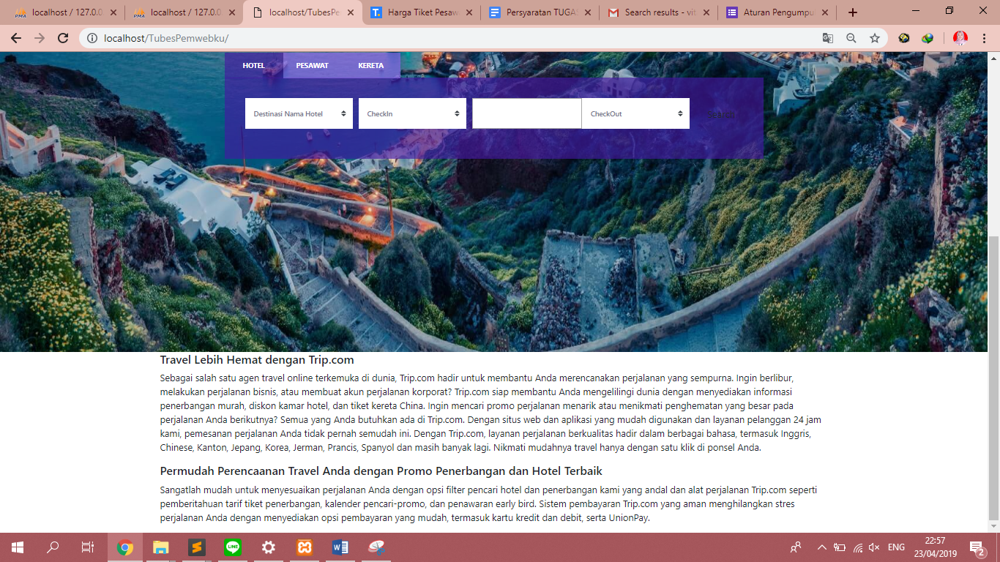 localhost / 127.0.0
localhost / 127.0.0
localhost/TubesPe
Harga Tiket Pesaw
Persyaratan TUGA
Search results - vit
Aturan Pengumpu
localhost/TubesPemwebku/
HOTEL PESAWAT KERETA
Destinasi Nama Hotel CheckIn CheckOut Search
Travel Lebih Hemat dengan Trip.com
Sebagai salah satu agen travel online terkemuka di dunia, Trip.com hadir untuk membantu Anda merencanakan perjalanan yang sempurna. Ingin berlibur,
melakukan perjalanan bisnis, atau membuat akun perjalanan korporat? Trip.com siap membantu Anda mengelilingi dunia dengan menyediakan informasi
penerbangan murah, diskon kamar hotel, dan tiket kereta China. Ingin mencari promo perjalanan menarik atau menikmati penghematan yang besar pada
perjalanan Anda berikutnya? Semua yang Anda butuhkan ada di Trip.com. Dengan situs web dan aplikasi yang mudah digunakan dan layanan pelanggan 24 jam
kami, pemesanan perjalanan Anda tidak pernah semudah ini. Dengan Trip.com, layanan perjalanan berkualitas hadir dalam berbagai bahasa, termasuk Inggris,
Chinese, Kanton, Jepang, Korea, Jerman, Prancis, Spanyol dan masih banyak lagi. Nikmati mudahnya travel hanya dengan satu klik di ponsel Anda.
Permudah Perencaanan Travel Anda dengan Promo Penerbangan dan Hotel Terbaik
Sangatlah mudah untuk menyesuaikan perjalanan Anda dengan opsi filter pencari hotel dan penerbangan kami yang andal dan alat perjalanan Trip.com seperti
pemberitahuan tarif tiket penerbangan, kalender pencari-promo, dan penawaran early bird. Sistem pembayaran Trip.com yang aman menghilangkan stres
perjalanan Anda dengan menyediakan opsi pembayaran yang mudah, termasuk kartu kredit dan debit, serta UnionPay.
ENG
22:57
23/04/2019
2